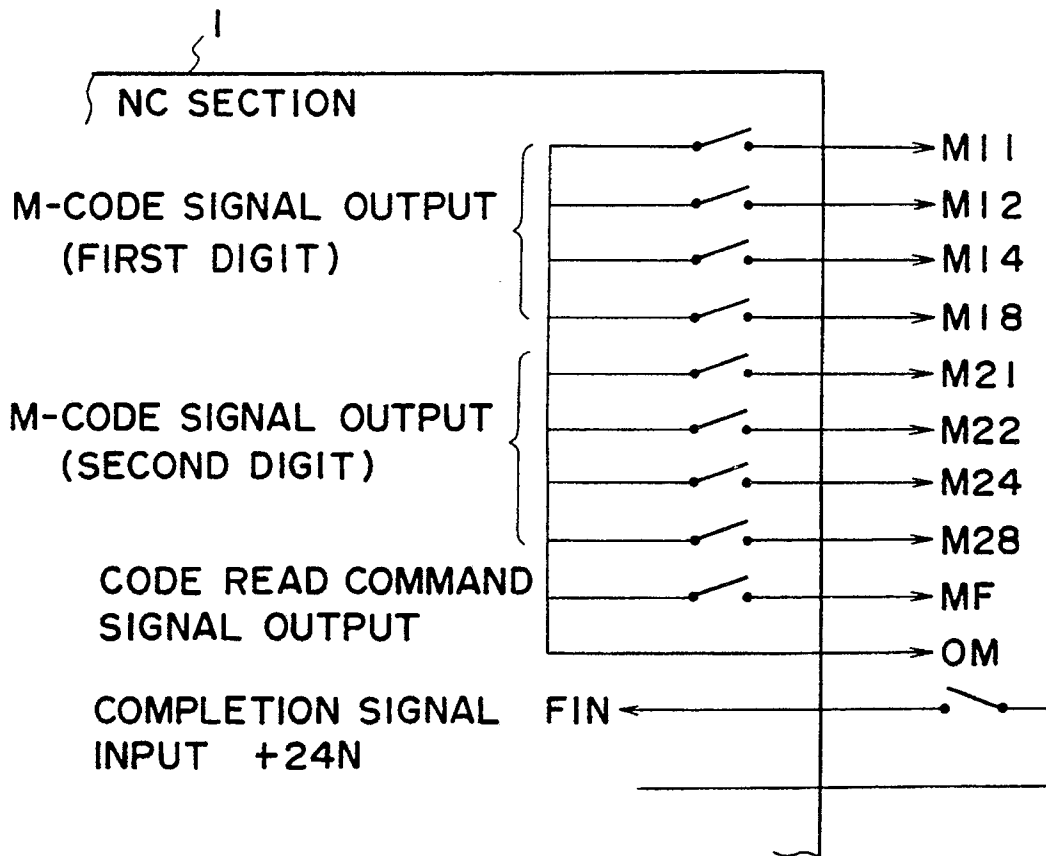 1
NC SECTION
M-CODE SIGNAL OUTPUT
(FIRST DIGIT)
M11
M12
M14
M18
M-CODE SIGNAL OUTPUT
(SECOND DIGIT)
M21
M22
M24
M28
CODE READ COMMAND
SIGNAL OUTPUT
MF
OM
COMPLETION SIGNAL FIN
INPUT +24N